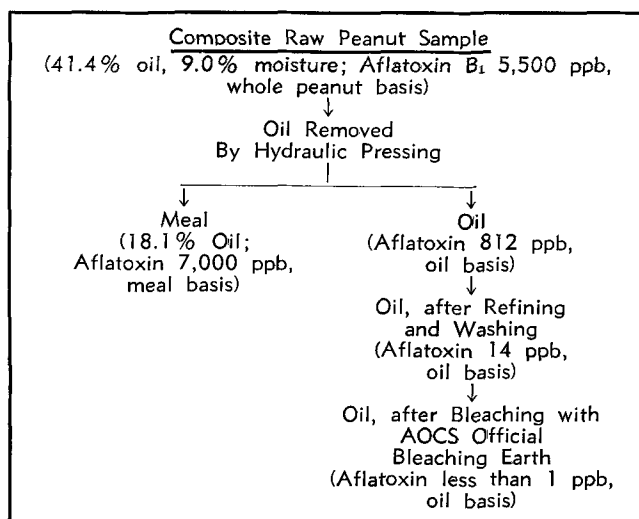 Composite Raw Peanut Sample
(41.4% oil, 9.0% moisture; Aflatoxin B₁ 5,500 ppb,
whole peanut basis)
↓
Oil Removed
By Hydraulic Pressing
↓ ↓
Meal
(18.1% Oil;
Aflatoxin 7,000 ppb,
meal basis)
Oil
(Aflatoxin 812 ppb,
oil basis)
↓
Oil, after Refining
and Washing
(Aflatoxin 14 ppb,
oil basis)
↓
Oil, after Bleaching with
AOCS Official
Bleaching Earth
(Aflatoxin less than 1 ppb,
oil basis)